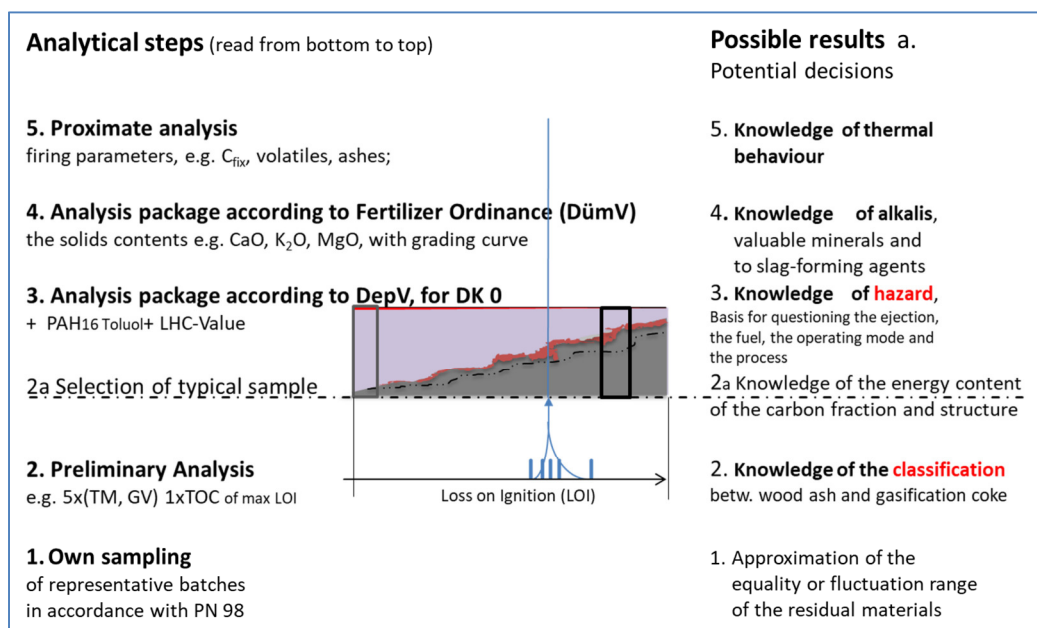 Analytical steps (read from bottom to top)
5. Proximate analysis
firing parameters, e.g. Cfix, volatiles, ashes;
4. Analysis package according to Fertilizer Ordinance (DümV)
the solids contents e.g. CaO, K2O, MgO, with grading curve
3. Analysis package according to DepV, for DK 0
+ PAH16 Toluol+ LHC-Value
2a Selection of typical sample
2. Preliminary Analysis
e.g. 5x(TM, GV) 1xTOC of max LOI
1. Own sampling
of representative batches
in accordance with PN 98
Loss on Ignition (LOI)
Possible results a.
Potential decisions
5. Knowledge of thermal
behaviour
4. Knowledge of alkalis,
valuable minerals and
to slag-forming agents
3. Knowledge of hazard,
Basis for questioning the ejection,
the fuel, the operating mode and
the process
2a Knowledge of the energy content
of the carbon fraction and structure
2. Knowledge of the classification
betw. wood ash and gasification coke
1. Approximation of the
equality or fluctuation range
of the residual materials